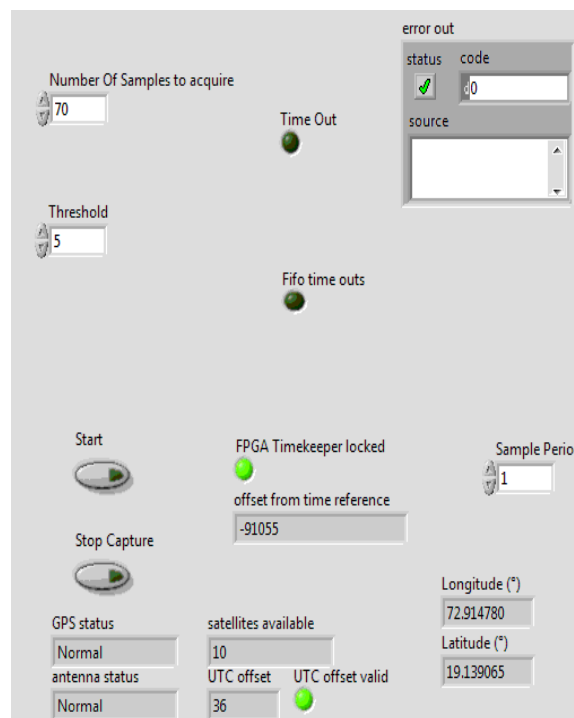 error out
status code
0
source
Number Of Samples to acquire
70
Time Out
Threshold
5
Fifo time outs
Start
FPGA Timekeeper locked
Sample Perio
1
offset from time reference
-91055
Stop Capture
Longitude (°)
72.914780
GPS status
satellites available
Normal
10
Latitude (°)
19.139065
antenna status
UTC offset
UTC offset valid
Normal
36